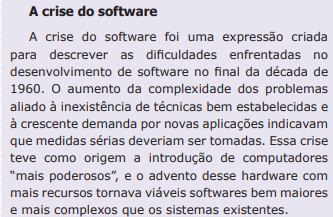 A crise do software
A crise do software foi uma expressão criada
para descrever as dificuldades enfrentadas no
desenvolvimento de software no final da década de
1960. O aumento da complexidade dos problemas
aliado à inexistência de técnicas bem estabelecidas e
à crescente demanda por novas aplicações indicavam
que medidas sérias deveriam ser tomadas. Essa crise
teve como origem a introdução de computadores
“mais poderosos”, e o advento desse hardware com
mais recursos tornava viáveis softwares bem maiores
e mais complexos que os sistemas existentes.